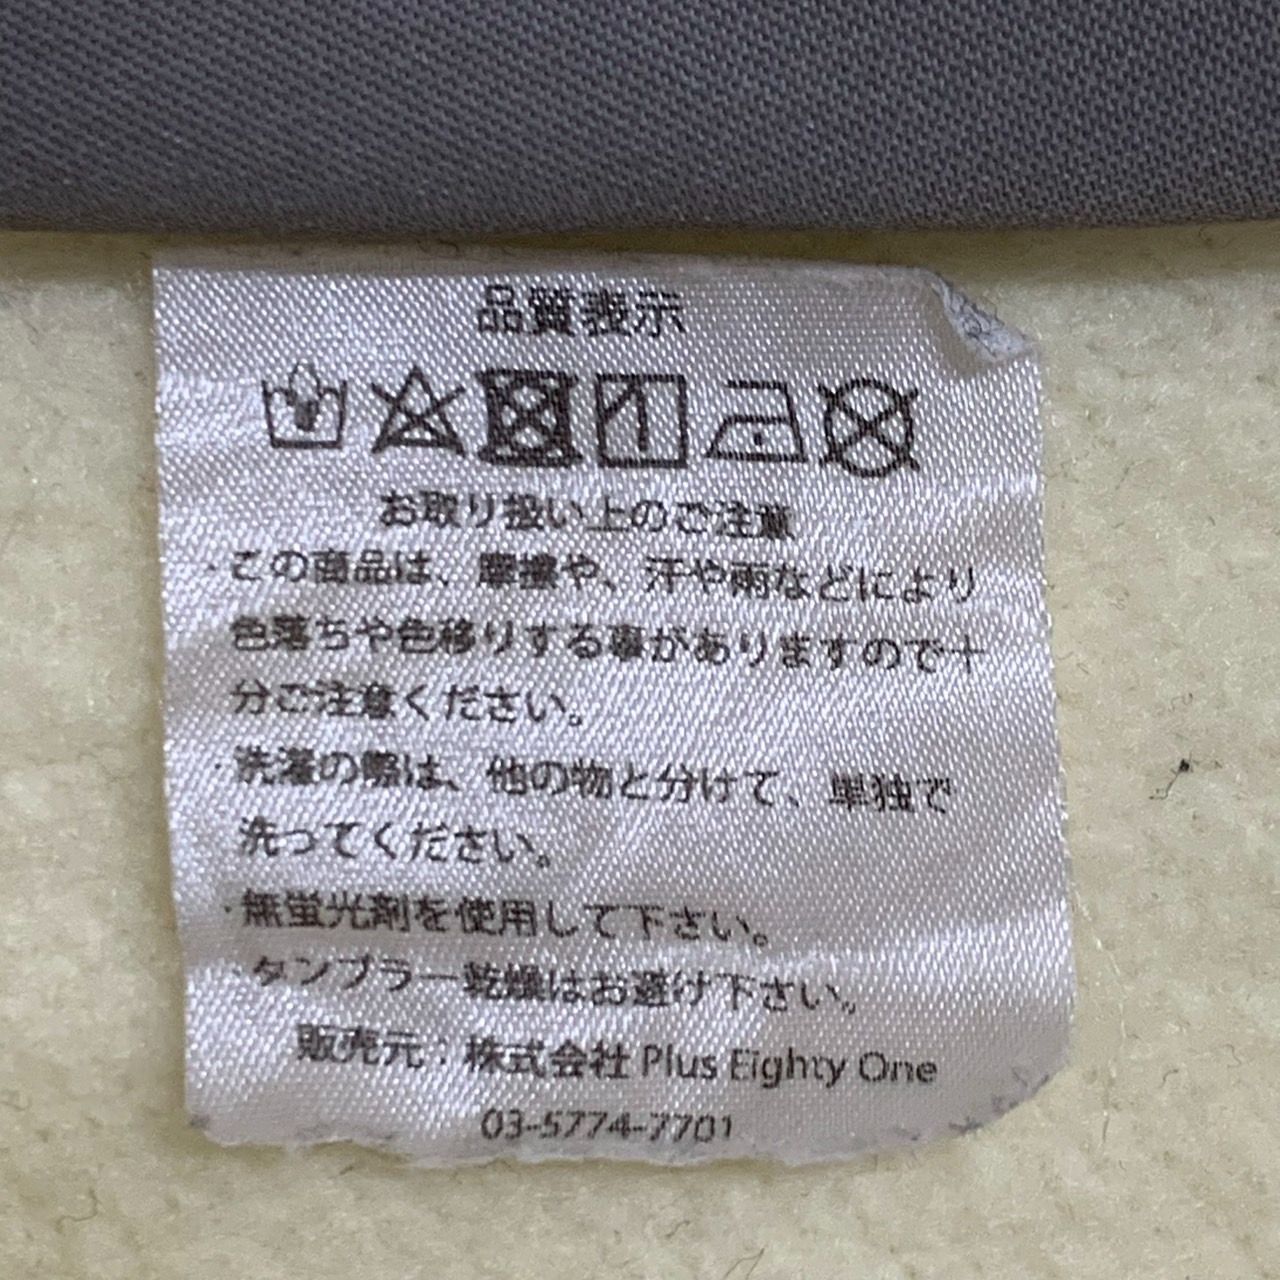 品質表示
お取り扱い上のご注意
・この商品は、摩擦や、汗や雨などにより
色落ちや色移りする事がありますので十
分ご注意ください。
・洗濯の際は、他の物と分けて、単独で
洗ってください。
・無蛍光剤を使用して下さい。
・タンブラー乾燥はお避け下さい。
販売元：株式会社 Plus Eighty One
03-5774-7701